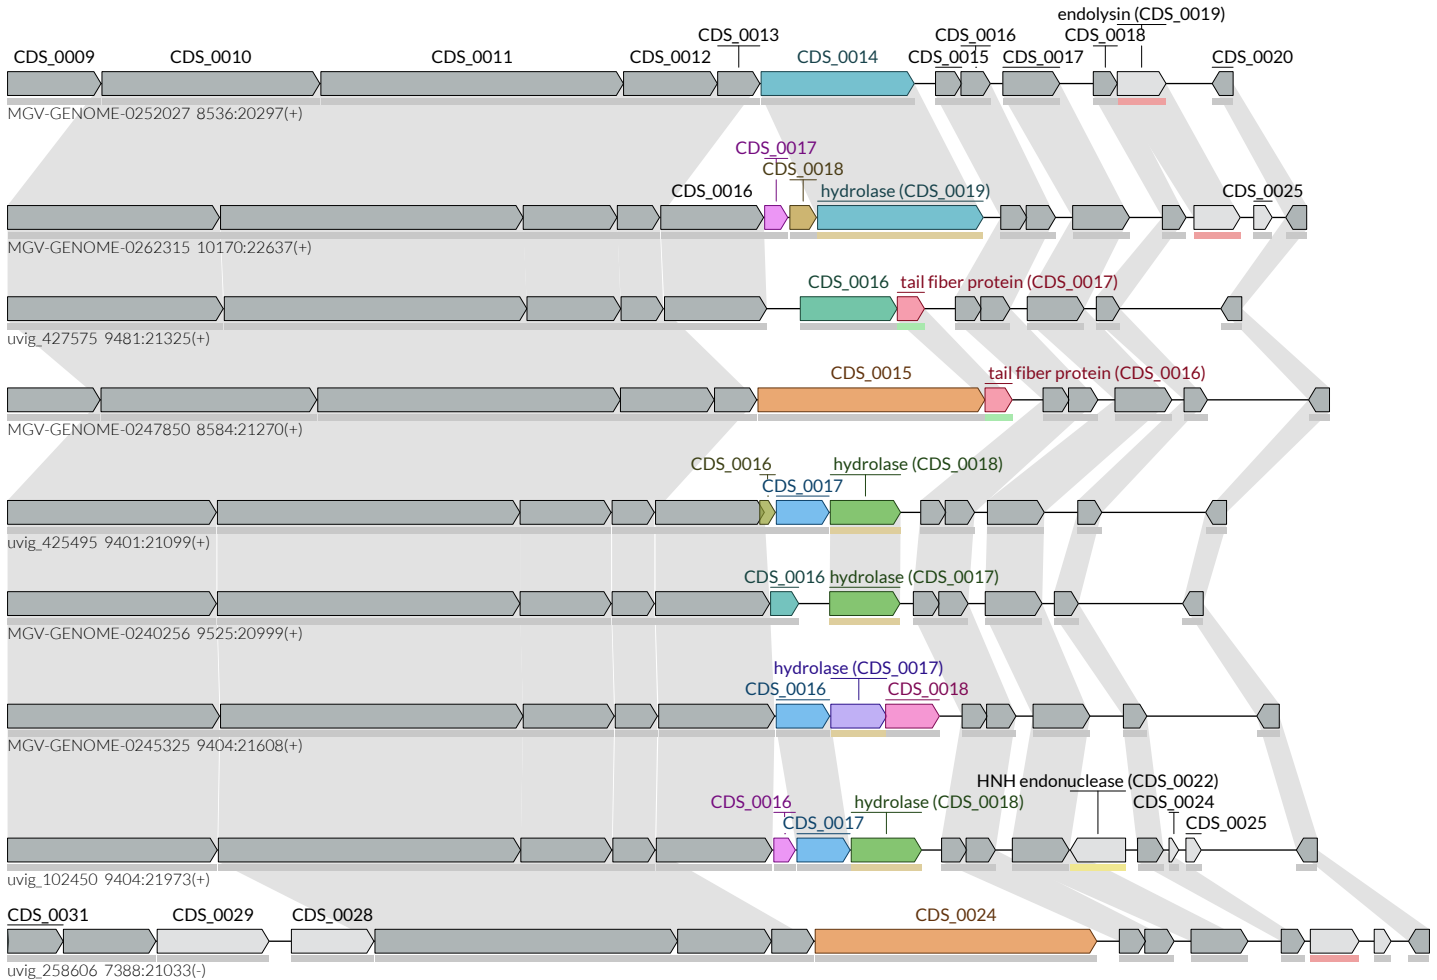 endolysin (CDS_0019)
CDS_0013 CDS_0016 CDS_0018
CDS_0009 CDS_0010 CDS_0011 CDS_0012 CDS_0014 CDS_0015 CDS_0017 CDS_0020
MGV-GENOME-0252027 8536:20297(+)
CDS_0017
CDS_0018
CDS_0016 hydrolase (CDS_0019) CDS_0025
MGV-GENOME-0262315 10170:22637(+)
CDS_0016 tail fiber protein (CDS_0017)
uvig_427575 9481:21325(+)
CDS_0015 tail fiber protein (CDS_0016)
MGV-GENOME-0247850 8584:21270(+)
CDS_0016 hydrolase (CDS_0018)
CDS_0017
uvig_425495 9401:21099(+)
CDS_0016 hydrolase (CDS_0017)
MGV-GENOME-0240256 9525:20999(+)
hydrolase (CDS_0017)
CDS_0016 CDS_0018
MGV-GENOME-0245325 9404:21608(+)
HNH endonuclease (CDS_0022)
CDS_0016 hydrolase (CDS_0018) CDS_0024
CDS_0017 CDS_0025
uvig_102450 9404:21973(+)
CDS_0031 CDS_0029 CDS_0028 CDS_0024
uvig_258606 7388:21033(-)